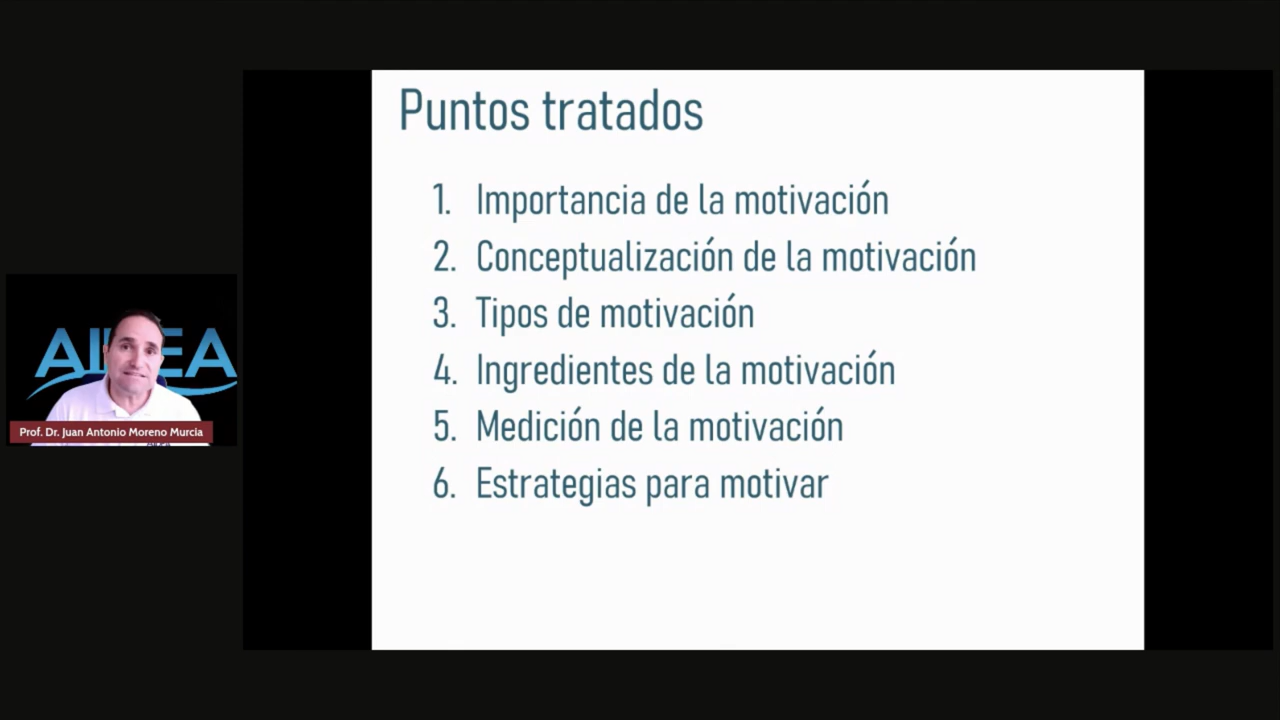 Puntos tratados
1. Importancia de la motivación
2. Conceptualización de la motivación
3. Tipos de motivación
4. Ingredientes de la motivación
5. Medición de la motivación
6. Estrategias para motivar
Prof. Dr. Juan Antonio Moreno Murcia